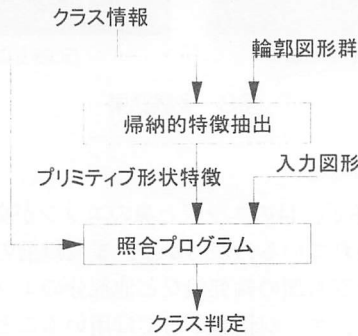 クラス情報
輪郭図形群
帰納的特徴抽出
プリミティブ形状特徴
入力図形
照合プログラム
クラス判定